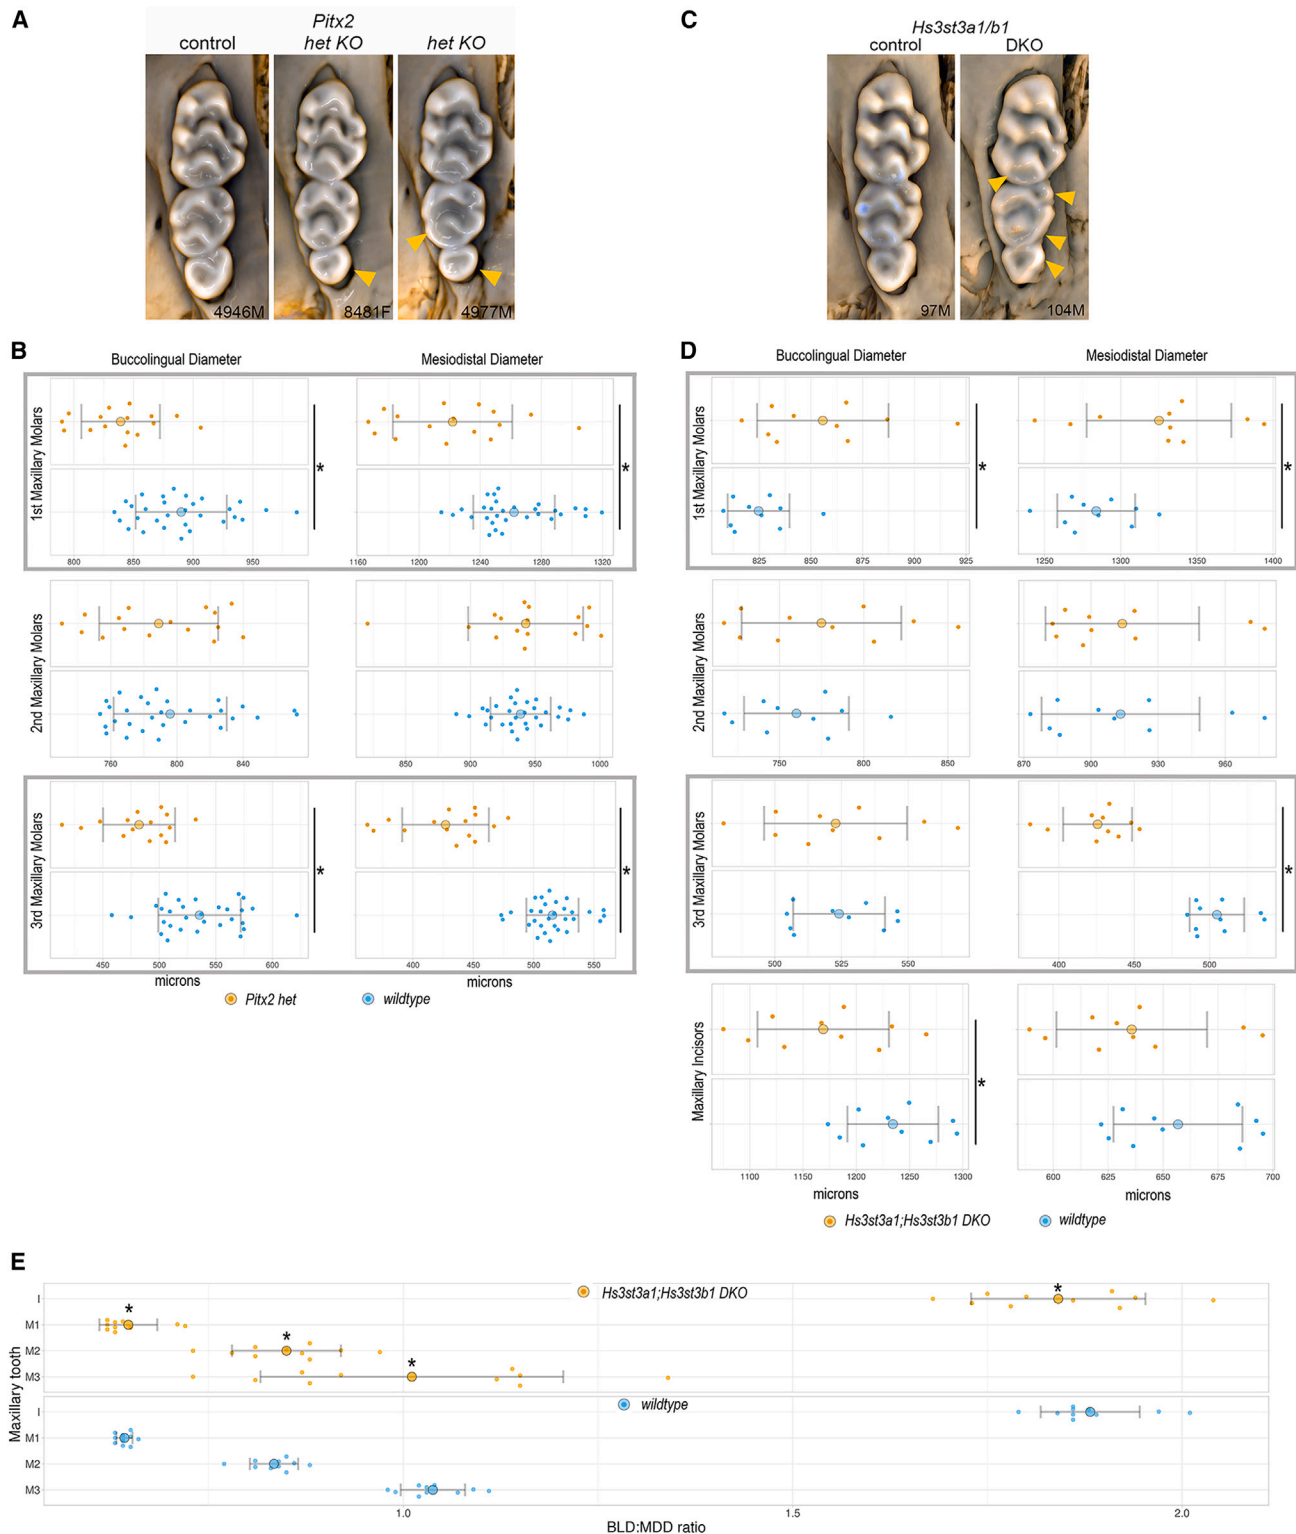 A
Pitx2
control het KO het KO
4946M 8481F 4977M
C
Hs3st3a1/b1
control DKO
97M 104M
B
Buccolingual Diameter Mesiodistal Diameter
1st Maxillary Molars
*
*
800 850 900 950
1160 1200 1240 1280 1320
2nd Maxillary Molars
760 800 840
850 900 950 1000
3rd Maxillary Molars
*
*
450 500 550 600
400 450 500 550
microns microns
Pitx2 het wildtype
D
Buccolingual Diameter Mesiodistal Diameter
1st Maxillary Molars
*
*
825 850 875 900 925
1250 1300 1350 1400
2nd Maxillary Molars
750 800 850
870 900 930 960
3rd Maxillary Molars
*
500 525 550
400 450 500
Maxillary Incisors
*
1100 1150 1200 1250 1300
600 625 650 675 700
microns microns
Hs3st3a1;Hs3st3b1 DKO wildtype
E
Maxillary tooth
Hs3st3a1;Hs3st3b1 DKO
I *
M1 *
M2 *
M3 *
wildtype
I
M1
M2
M3
1.0 1.5 2.0
BLD:MDD ratio